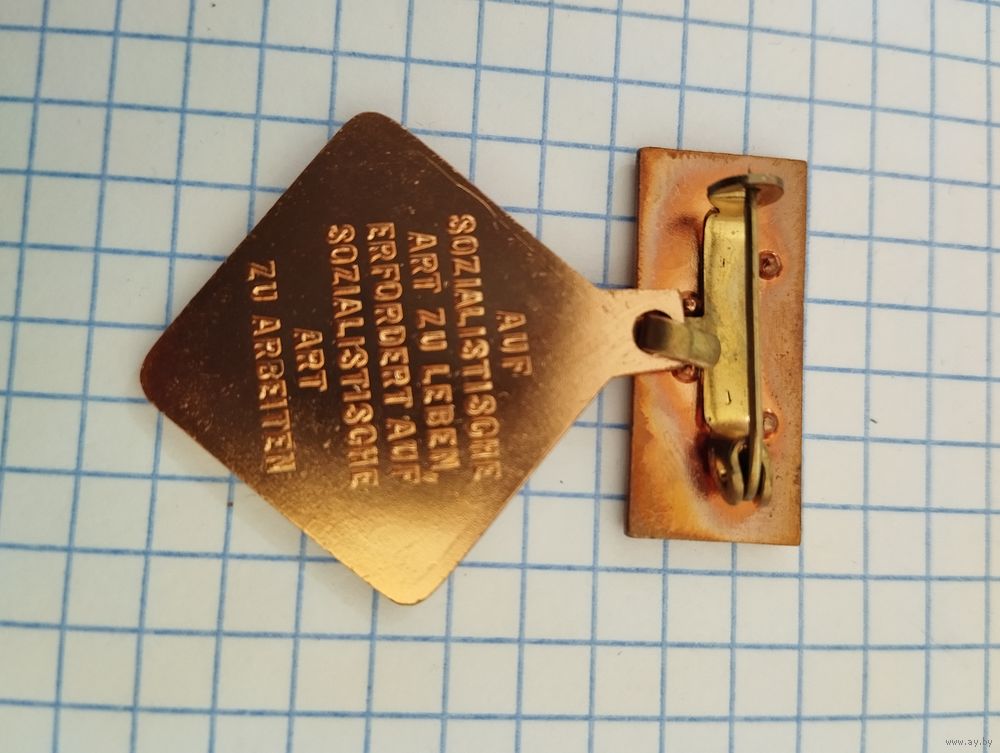 AUF
SOZIALISTISCHE
ART ZU LEBEN,
ERFORDERT AUF
SOZIALISTISCHE
ART
ZU ARBEITEN
www.ay.by